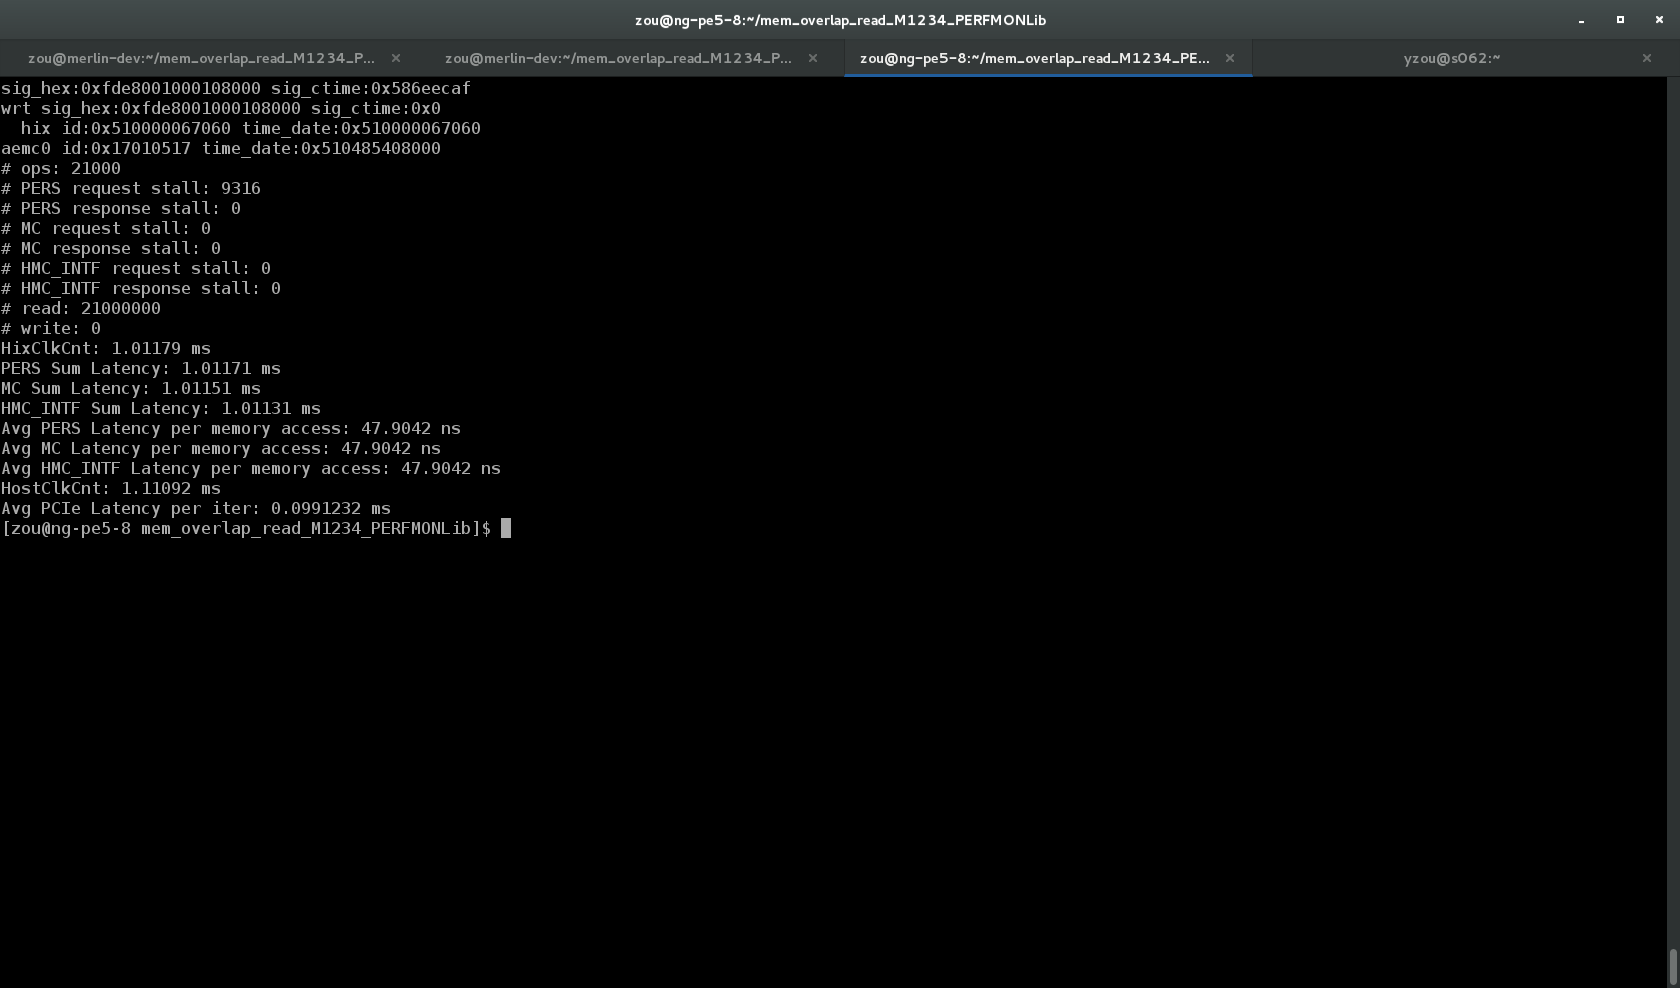 zou@ng-pe5-8:~/mem_overlap_read_M1234_PERFMONLib
zou@merlin-dev:~/mem_overlap_read_M1234_P...
zou@merlin-dev:~/mem_overlap_read_M1234_P...
zou@ng-pe5-8:~/mem_overlap_read_M1234_PE...
yzou@s062:~
sig_hex:0xfde8001000108000 sig_ctime:0x586eecaf
wrt sig_hex:0xfde8001000108000 sig_ctime:0x0
  hix id:0x510000067060 time_date:0x510000067060
aemc0 id:0x17010517 time_date:0x510485408000
# ops: 21000
# PERS request stall: 9316
# PERS response stall: 0
# MC request stall: 0
# MC response stall: 0
# HMC_INTF request stall: 0
# HMC_INTF response stall: 0
# read: 21000000
# write: 0
HixClkCnt: 1.01179 ms
PERS Sum Latency: 1.01171 ms
MC Sum Latency: 1.01151 ms
HMC_INTF Sum Latency: 1.01131 ms
Avg PERS Latency per memory access: 47.9042 ns
Avg MC Latency per memory access: 47.9042 ns
Avg HMC_INTF Latency per memory access: 47.9042 ns
HostClkCnt: 1.11092 ms
Avg PCIe Latency per iter: 0.0991232 ms
[zou@ng-pe5-8 mem_overlap_read_M1234_PERFMONLib]$